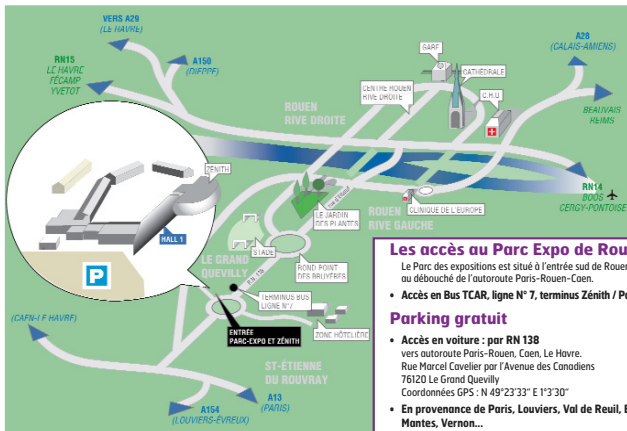 VERS A29
(LE HAVRE)
A150
(DIEPPE)
RN15
LE HAVRE
FÉCAMP
YVETOT
GARE
CATHÉDRALE
A28
(CALAIS-AMIENS)
CENTRE ROUEN
RIVE DROITE
C.H.U
BEAUVAIS
REIMS
ROUEN
RIVE DROITE
ZÉNITH
HALL 1
P
RN14
BOOS
CERGY-PONTOISE
CLINIQUE DE L'EUROPE
LE JARDIN
DES PLANTES
ROUEN
RIVE GAUCHE
STADE
LE GRAND
QUEVILLY
ROND POINT
DES BRUYÈRES
TERMINUS BUS
LIGNE N°7
ZONE HÔTELIÈRE
ENTRÉE
PARC-EXPO ET ZÉNITH
(CAEN-LE HAVRE)
ST-ÉTIENNE
DU ROUVRAY
A13
(PARIS)
A154
(LOUVIERS-ÉVREUX)
Les accès au Parc Expo de Rou
Le Parc des expositions est situé à l'entrée sud de Rouen
au débouché de l'autoroute Paris-Rouen-Caen.
• Accès en Bus TCAR, ligne N° 7, terminus Zénith / Pa
Parking gratuit
• Accès en voiture : par RN 138
vers autoroute Paris-Rouen, Caen, Le Havre.
Rue Marcel Cavelier par l'Avenue des Canadiens
76120 Le Grand Quevilly
Coordonnées GPS : N 49°23'33" E 1°3'30"
• En provenance de Paris, Louviers, Val de Reuil, E
Mantes, Vernon...